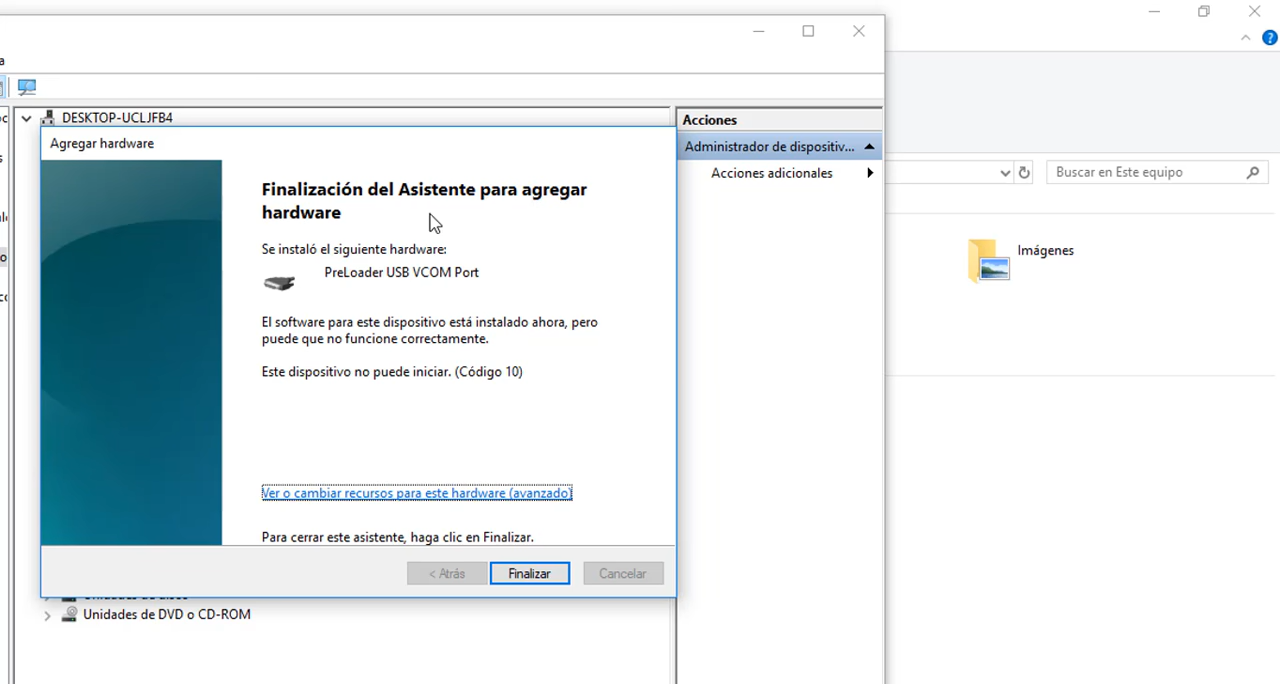 a
DESKTOP-UCLJFB4
Agregar hardware
Finalización del Asistente para agregar
hardware
Se instaló el siguiente hardware:
PreLoader USB VCOM Port
El software para este dispositivo está instalado ahora, pero
puede que no funcione correctamente.
Este dispositivo no puede iniciar. (Código 10)
Ver o cambiar recursos para este hardware (avanzado)
Para cerrar este asistente, haga clic en Finalizar.
< Atrás
Finalizar
Cancelar
Unidades de DVD o CD-ROM
Acciones
Administrador de dispositiv...
Acciones adicionales
?
Buscar en Este equipo
Imágenes